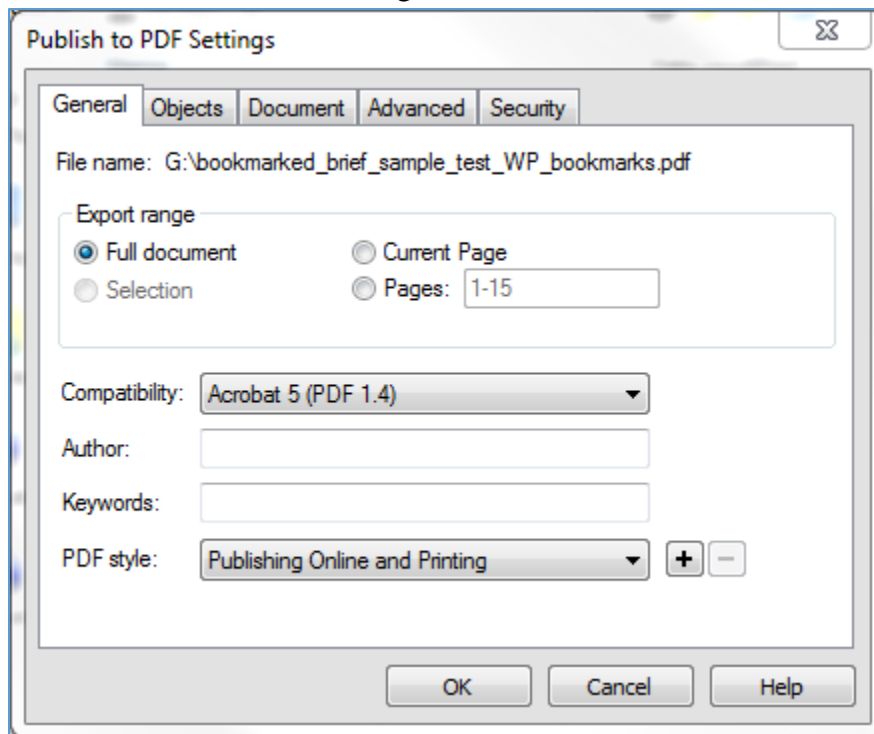 Publish to PDF Settings
General Objects Document Advanced Security
File name: G:\bookmarked_brief_sample_test_WP_bookmarks.pdf
Export range
Full document Current Page
Selection Pages: 1-15
Compatibility: Acrobat 5 (PDF 1.4)
Author:
Keywords:
PDF style: Publishing Online and Printing + −
OK Cancel Help